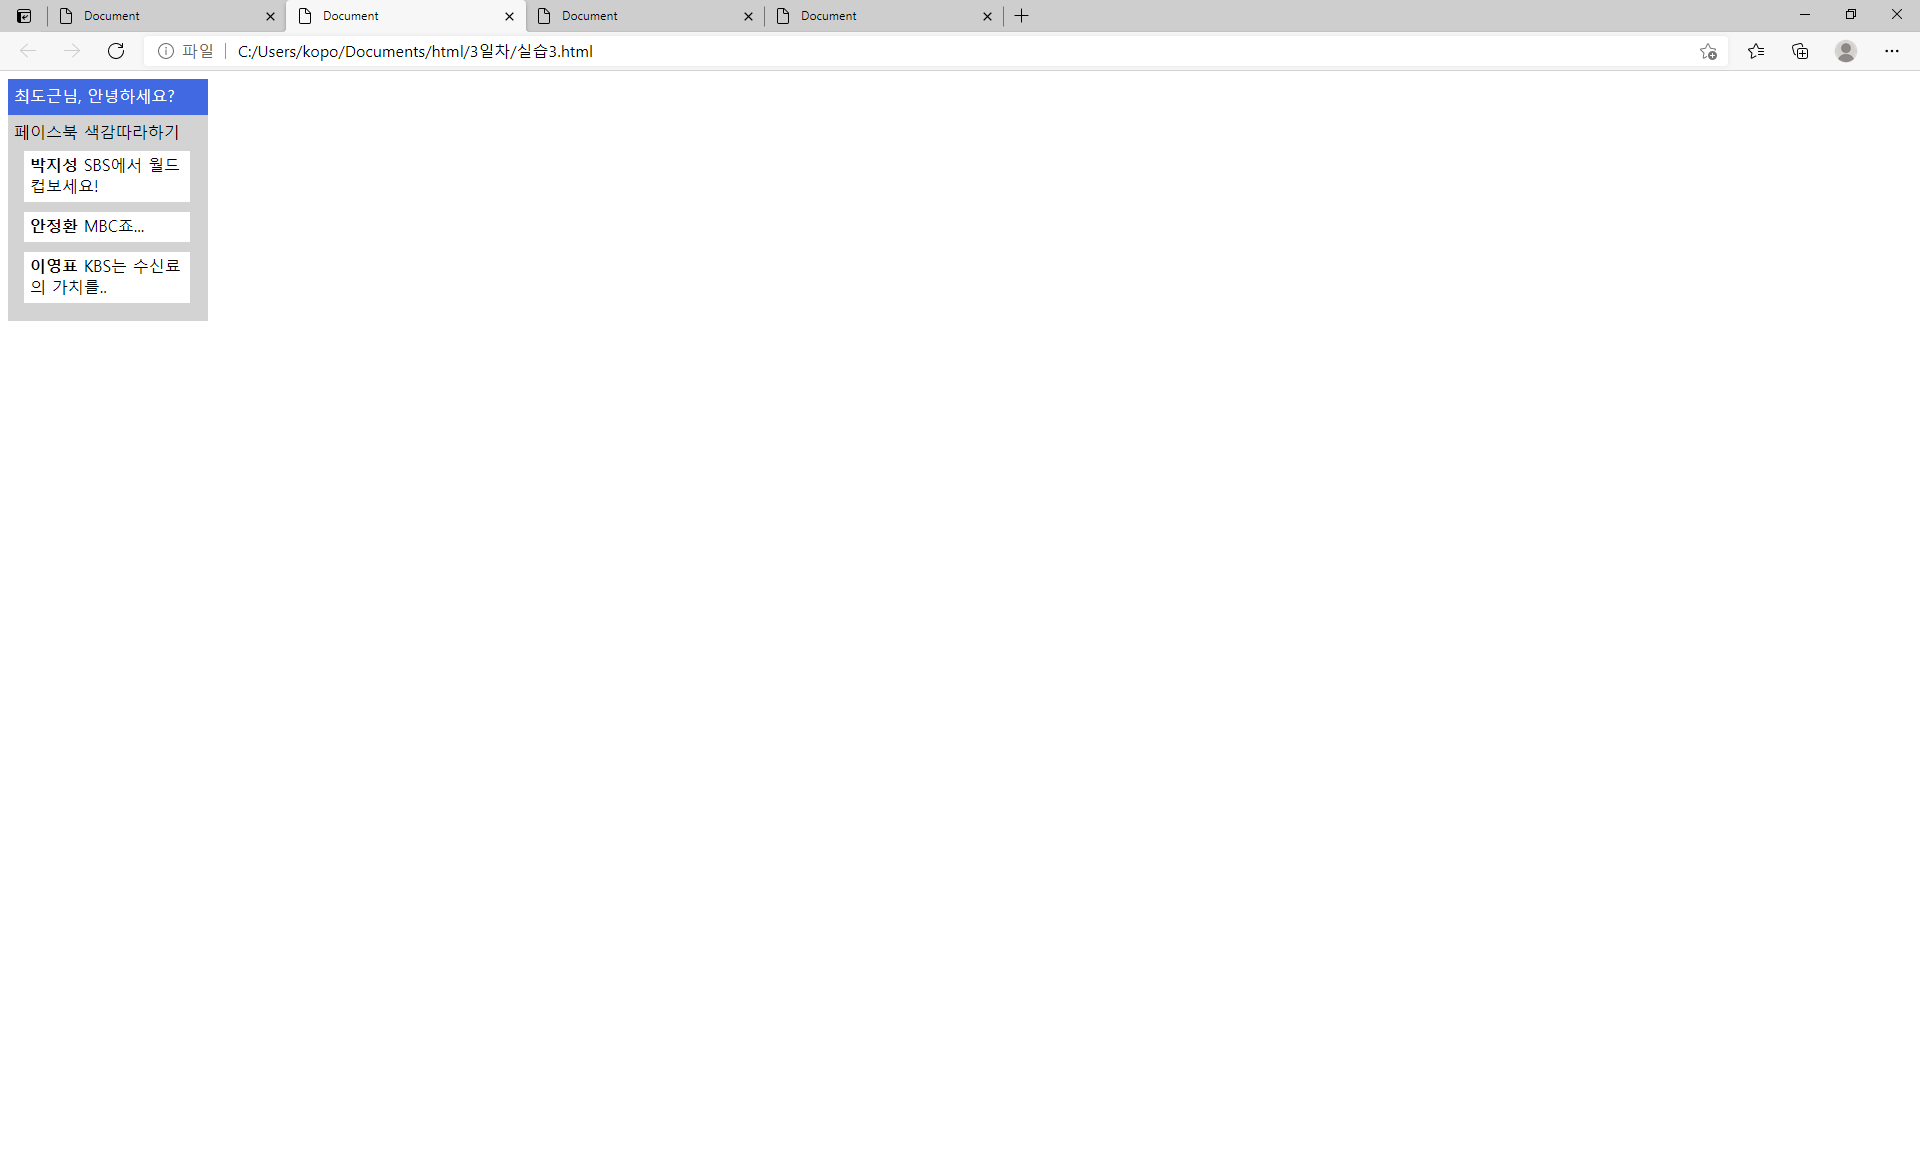 Document
Document
Document
Document
파일 C:/Users/kopo/Documents/html/3일차/실습3.html
최도근님, 안녕하세요?
페이스북 색감따라하기
박지성 SBS에서 월드
컵보세요!
안정환 MBC죠...
이영표 KBS는 수신료
의 가치를..